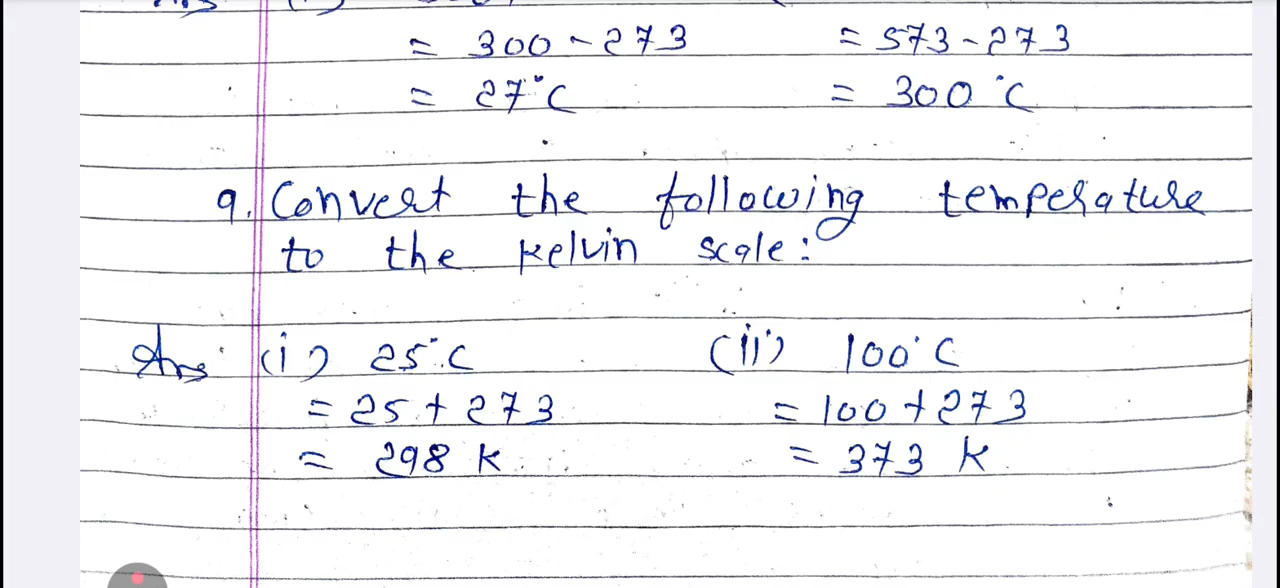 = 300 - 273 = 573 - 273
= 27°C = 300°C
9. Convert the following temperature
to the kelvin scale:
Ans (i) 25°C (ii) 100°C
= 25 + 273 = 100 + 273
= 298 K = 373 K